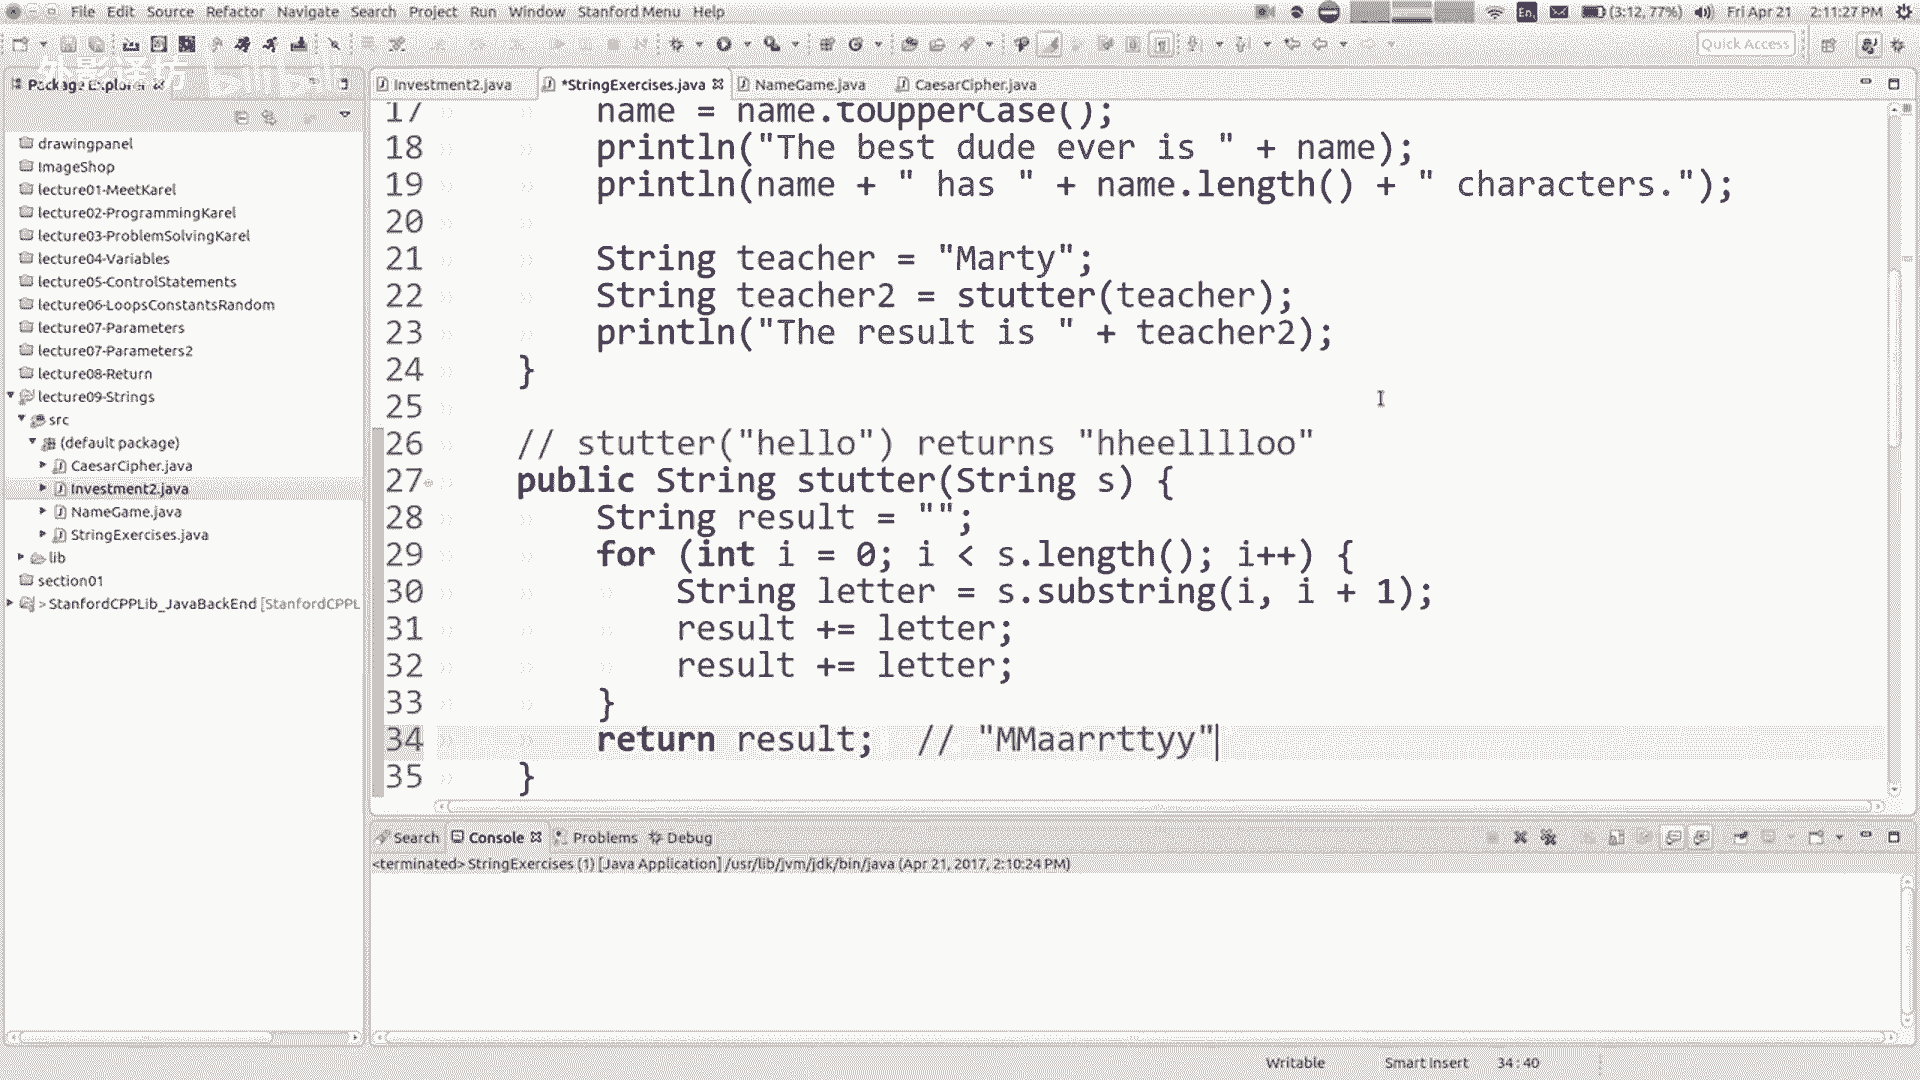 File Edit Source Refactor Navigate Search Project Run Window Stanford Menu Help
En (3:12, 77%) Fri Apr 21 2:11:27 PM
Quick Access
bilibili
Package Explorer
Investment2.java
*StringExercises.java
NameGame.java
CaesarCipher.java
drawingpanel
ImageShop
lecture01-MeetKarel
lecture02-ProgrammingKarel
lecture03-ProblemSolvingKarel
lecture04-Variables
lecture05-ControlStatements
lecture06-LoopsConstantsRandom
lecture07-Parameters
lecture07-Parameters2
lecture08-Return
lecture09-Strings
src
(default package)
CaesarCipher.java
Investment2.java
NameGame.java
StringExercises.java
lib
section01
> StanfordCPPLib_JavaBackEnd [StanfordCPPL
17 name = name.toUpperCase();
18 println("The best dude ever is " + name);
19 println(name + " has " + name.length() + " characters.");
20
21 String teacher = "Marty";
22 String teacher2 = stutter(teacher);
23 println("The result is " + teacher2);
24 }
25
26 // stutter("hello") returns "hheelllloo"
27 public String stutter(String s) {
28 String result = "";
29 for (int i = 0; i < s.length(); i++) {
30 String letter = s.substring(i, i + 1);
31 result += letter;
32 result += letter;
33 }
34 return result; // "MMaarrttyy"
35 }
Search Console Problems Debug
<terminated> StringExercises (1) [Java Application] /usr/lib/jvm/jdk/bin/java (Apr 21, 2017, 2:10:24 PM)
Writable Smart Insert 34 : 40